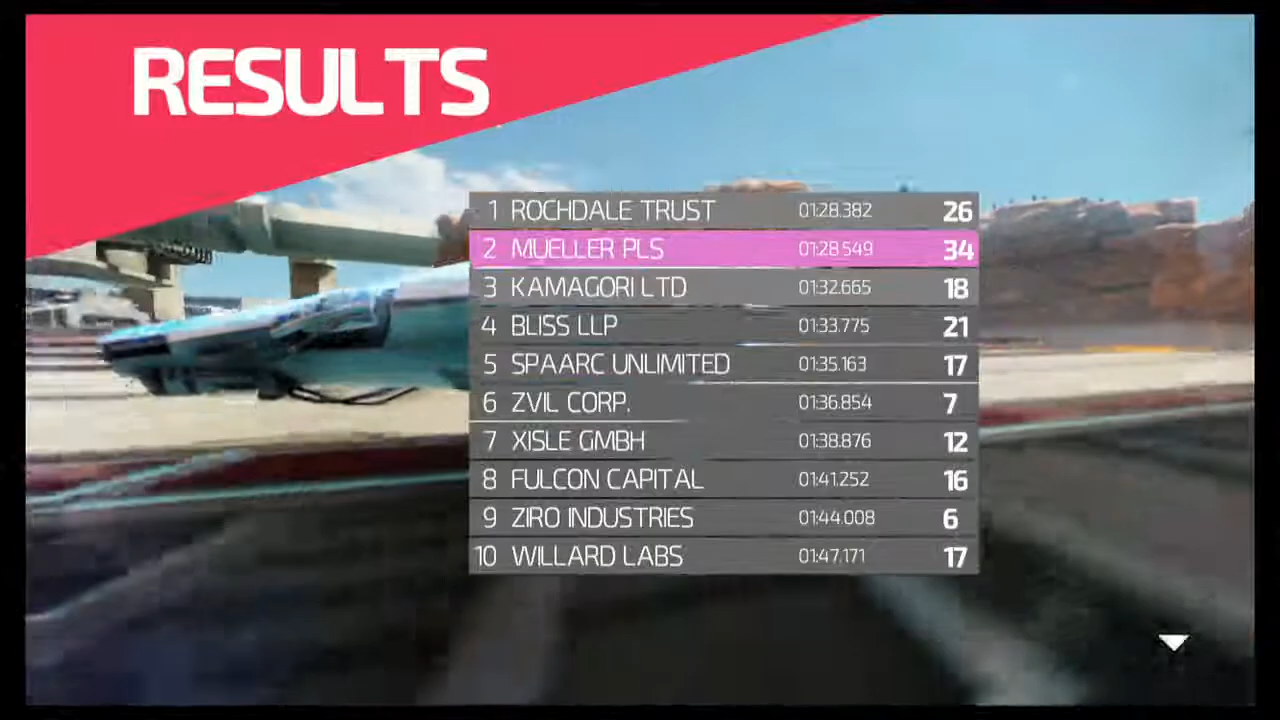 RESULTS
1 ROCHDALE TRUST 01:28.382 26
2 MUELLER PLS 01:28.549 34
3 KAMAGORI LTD 01:32.665 18
4 BLISS LLP 01:33.775 21
5 SPAARC UNLIMITED 01:35.163 17
6 ZVIL CORP. 01:36.854 7
7 XISLE GMBH 01:38.876 12
8 FULCON CAPITAL 01:41.252 16
9 ZIRO INDUSTRIES 01:44.008 6
10 WILLARD LABS 01:47.171 17